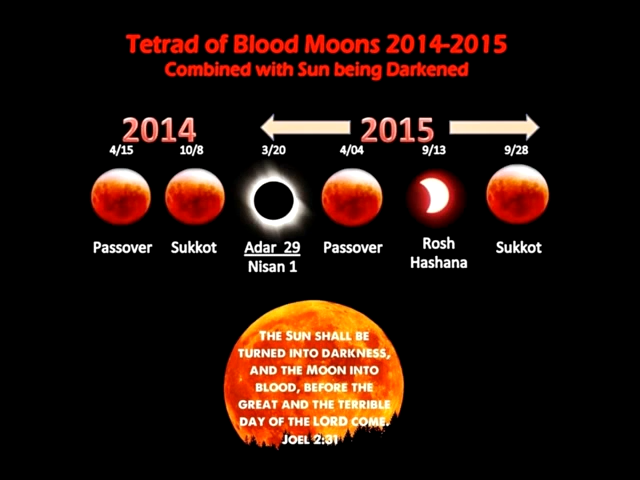 Tetrad of Blood Moons 2014-2015
Combined with Sun being Darkened
2014
2015
4/15
10/8
3/20
4/04
9/13
9/28
Passover
Sukkot
Adar 29
Nisan 1
Passover
Rosh
Hashana
Sukkot
THE SUN SHALL BE
TURNED INTO DARKNESS,
AND THE MOON INTO
BLOOD, BEFORE THE
GREAT AND THE TERRIBLE
DAY OF THE LORD COME.
JOEL 2:31